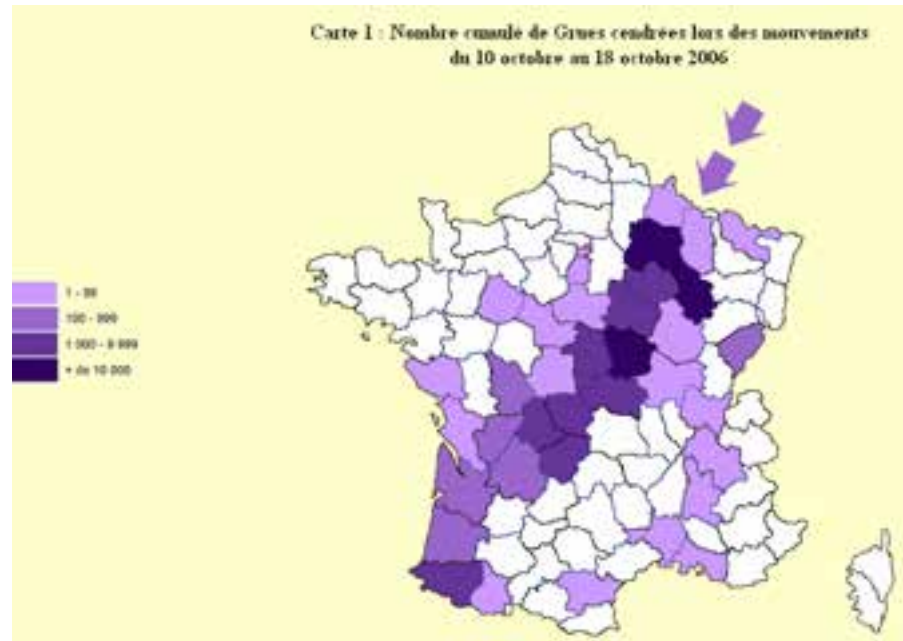 Carte 1 : Nombre cumulé de Grues cendrées lors des mouvements
du 10 octobre au 18 octobre 2006
1 - 99
100 - 999
1 000 - 9 999
+ de 10 000